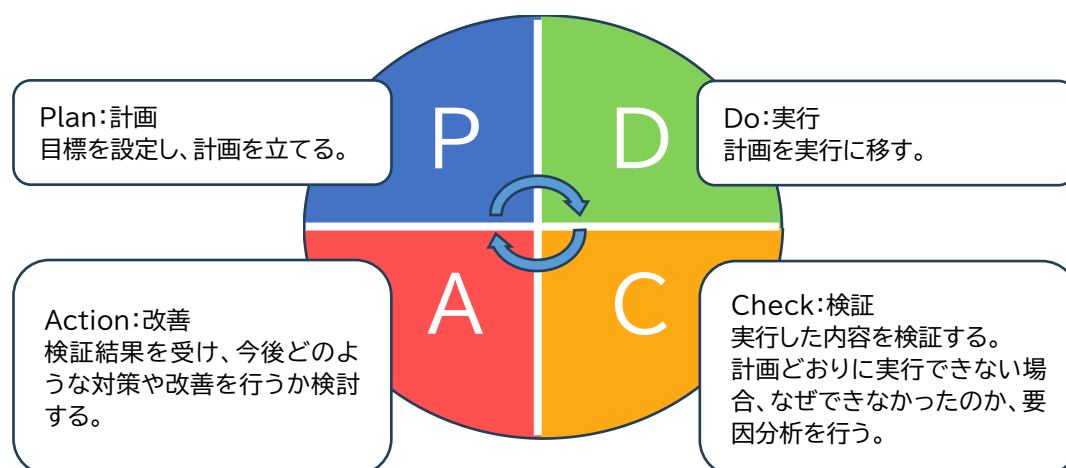 P
Plan：計画
目標を設定し、計画を立てる。
D
Do：実行
計画を実行に移す。
A
Action：改善
検証結果を受け、今後どのよ
うな対策や改善を行うか検討
する。
C
Check：検証
実行した内容を検証する。
計画どおりに実行できない場
合、なぜできなかったのか、要
因分析を行う。